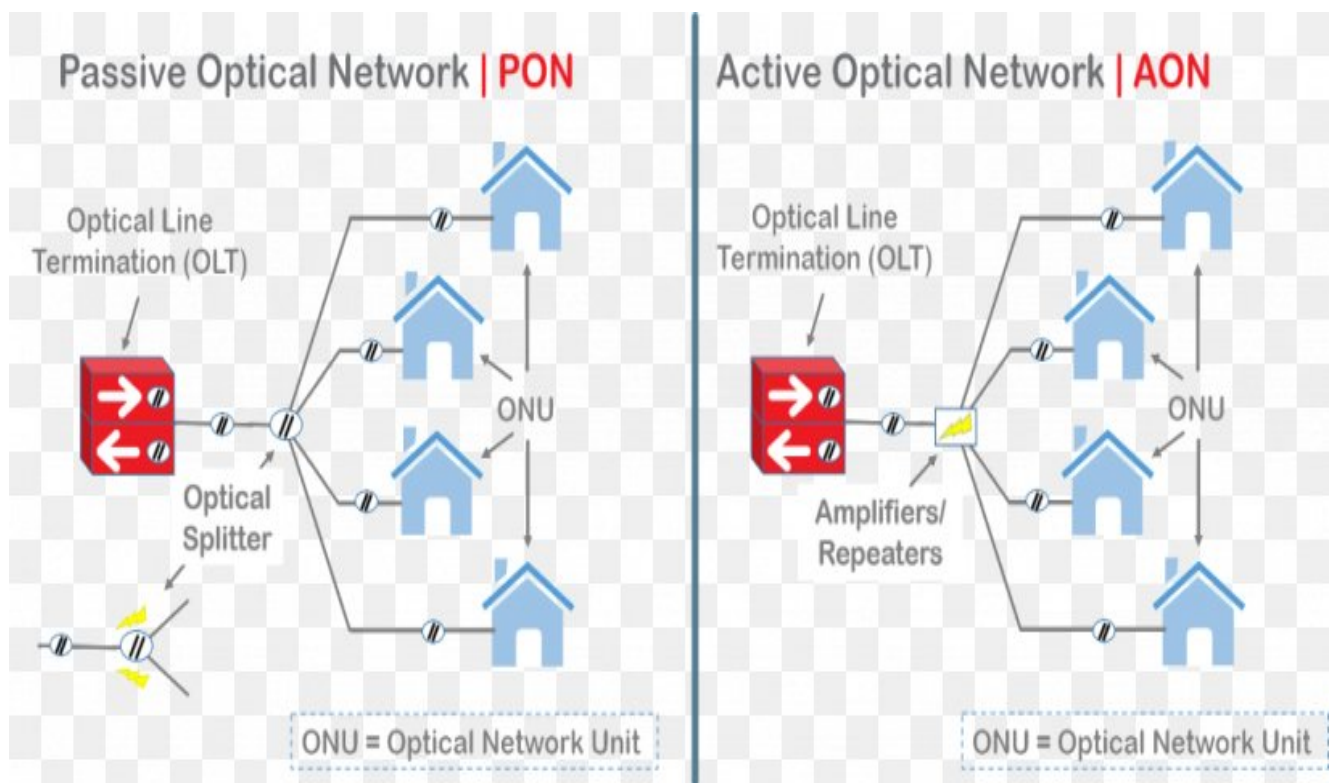 Passive Optical Network | PON
Optical Line
Termination (OLT)
ONU
Optical
Splitter
ONU = Optical Network Unit
Active Optical Network | AON
Optical Line
Termination (OLT)
ONU
Amplifiers/
Repeaters
ONU = Optical Network Unit